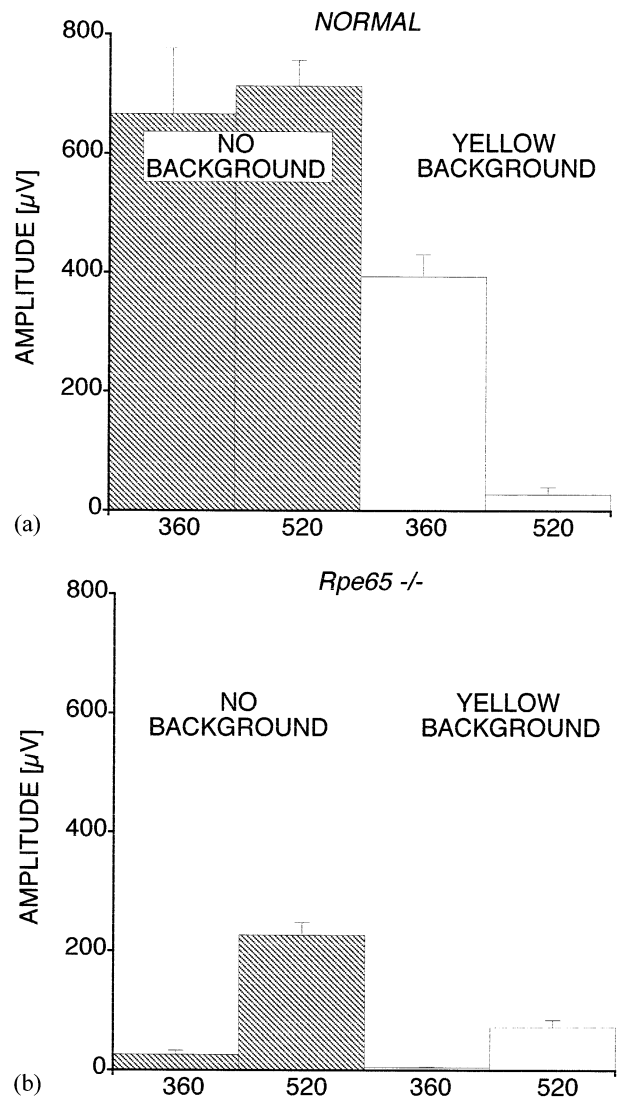 NORMAL
800
600
400
200
0
AMPLITUDE [µV]
NO
BACKGROUND
YELLOW
BACKGROUND
360
520
360
520
(a)
Rpe65 -/-
800
600
400
200
0
AMPLITUDE [µV]
NO
BACKGROUND
YELLOW
BACKGROUND
360
520
360
520
(b)